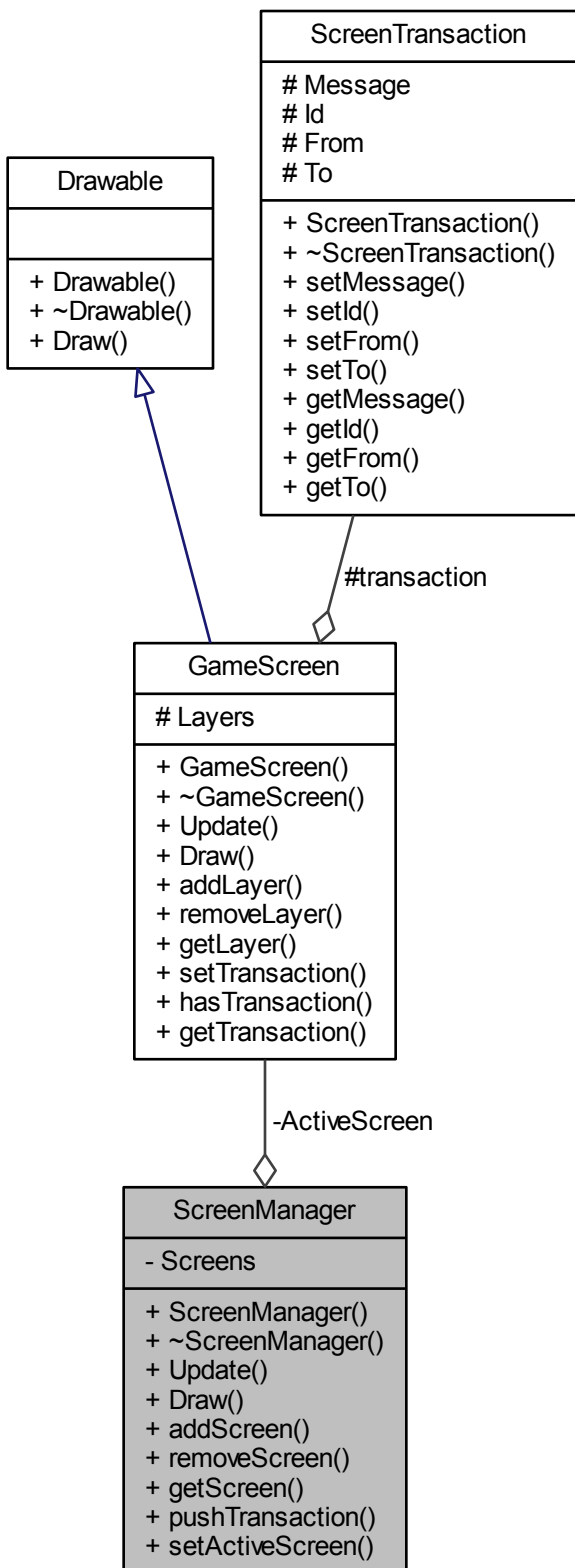 ScreenTransaction
# Message
# Id
# From
# To
+ ScreenTransaction()
+ ~ScreenTransaction()
+ setMessage()
+ setId()
+ setFrom()
+ setTo()
+ getMessage()
+ getId()
+ getFrom()
+ getTo()
Drawable
+ Drawable()
+ ~Drawable()
+ Draw()
#transaction
GameScreen
# Layers
+ GameScreen()
+ ~GameScreen()
+ Update()
+ Draw()
+ addLayer()
+ removeLayer()
+ getLayer()
+ setTransaction()
+ hasTransaction()
+ getTransaction()
-ActiveScreen
ScreenManager
- Screens
+ ScreenManager()
+ ~ScreenManager()
+ Update()
+ Draw()
+ addScreen()
+ removeScreen()
+ getScreen()
+ pushTransaction()
+ setActiveScreen()